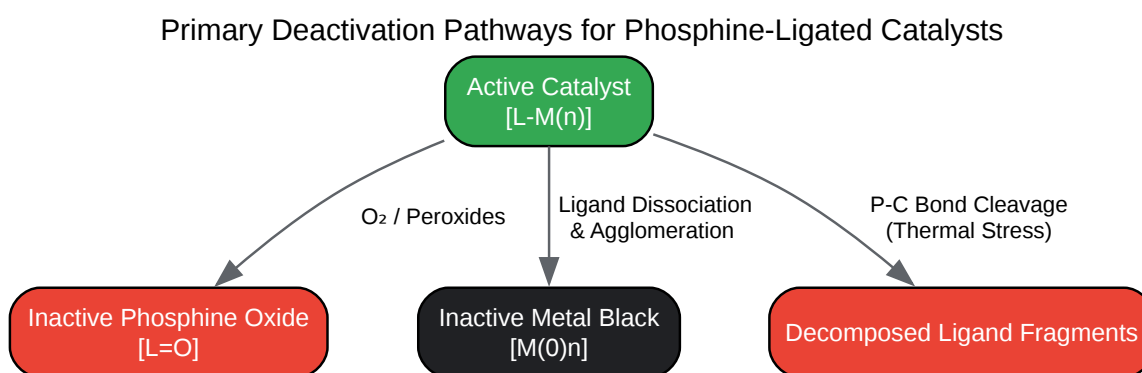 Primary Deactivation Pathways for Phosphine-Ligated Catalysts
Active Catalyst
[L-M(n)]
O₂ / Peroxides
Ligand Dissociation
& Agglomeration
P-C Bond Cleavage
(Thermal Stress)
Inactive Phosphine Oxide
[L=O]
Inactive Metal Black
[M(0)n]
Decomposed Ligand Fragments